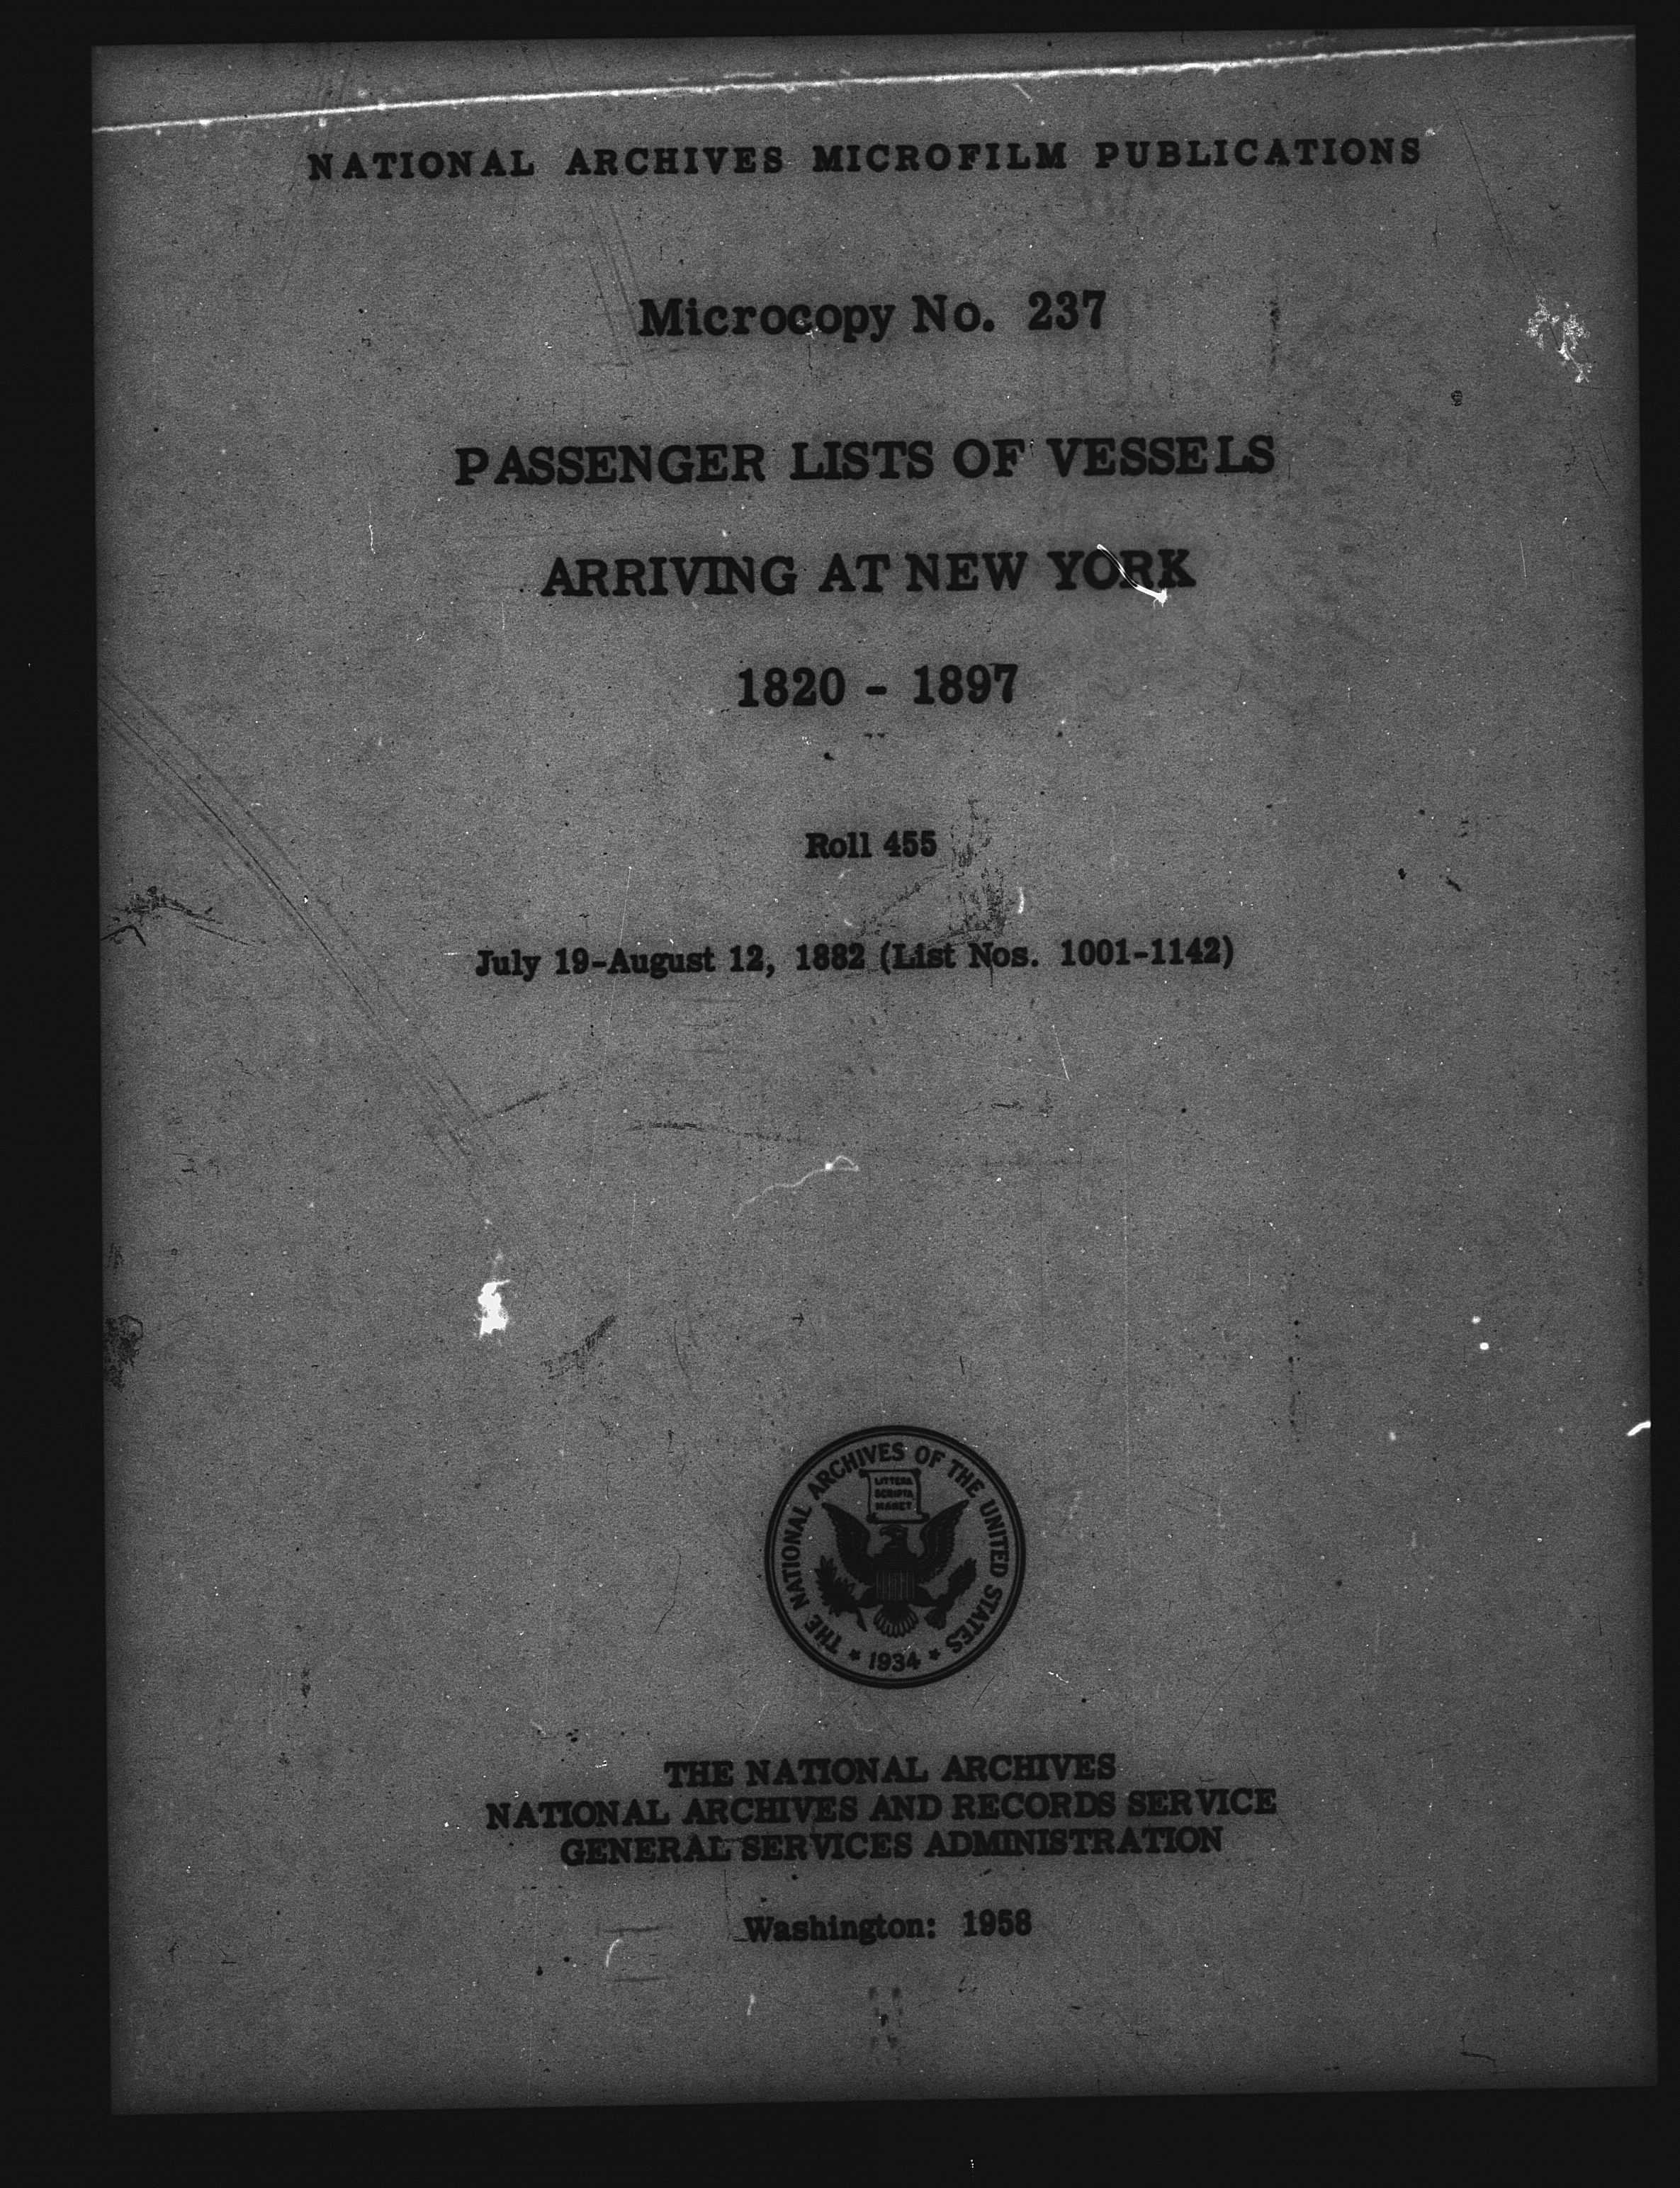 NATIONAL ARCHIVES MICROFILM PUBLICATIONS
Microcopy No. 237
PASSENGER LISTS OF VESSELS
ARRIVING AT NEW YORK
1820 - 1897
Roll 455
July 19-August 12, 1882 (List Nos. 1001-1142)
THE NATIONAL ARCHIVES OF THE UNITED STATES
LITTERA
SCRIPTA
MANET
* 1934 *
THE NATIONAL ARCHIVES
NATIONAL ARCHIVES AND RECORDS SERVICE
GENERAL SERVICES ADMINISTRATION
Washington: 1958